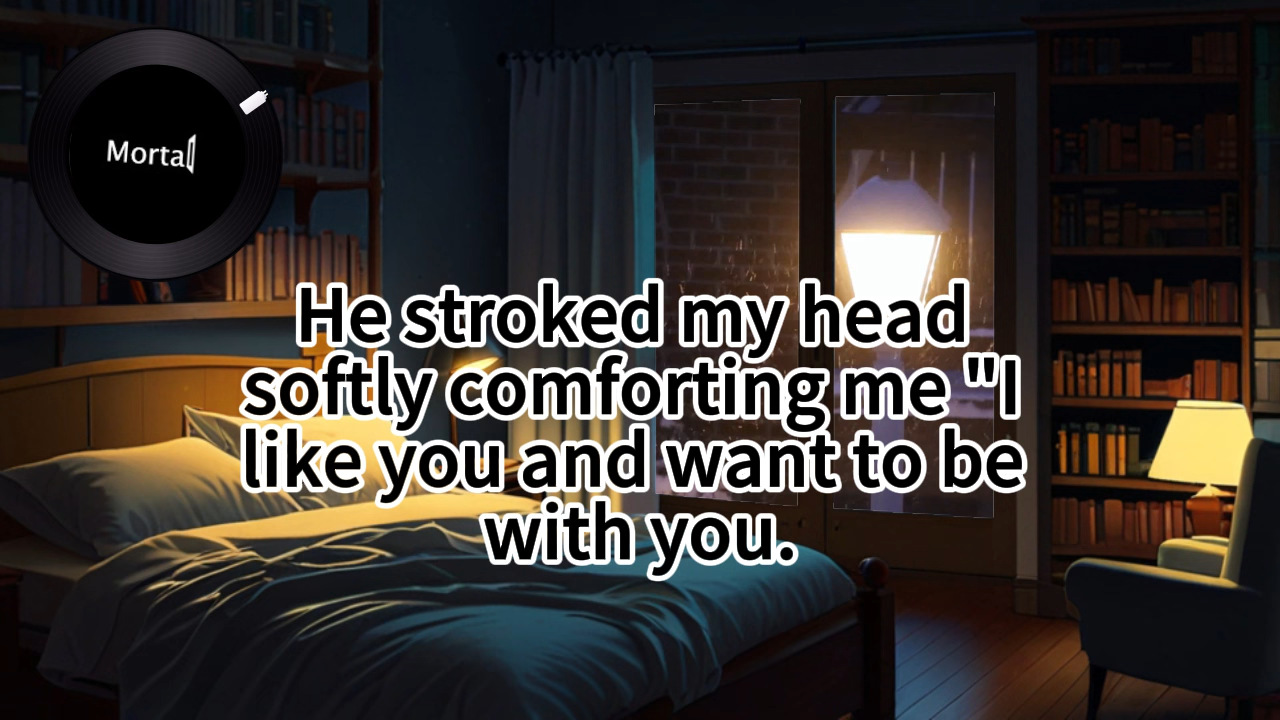 Mortal
He stroked my head
softly comforting me "I
like you and want to be
with you.